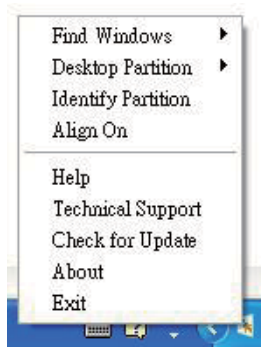 Find Windows
Desktop Partition
Identify Partition
Align On
Help
Technical Support
Check for Update
About
Exit